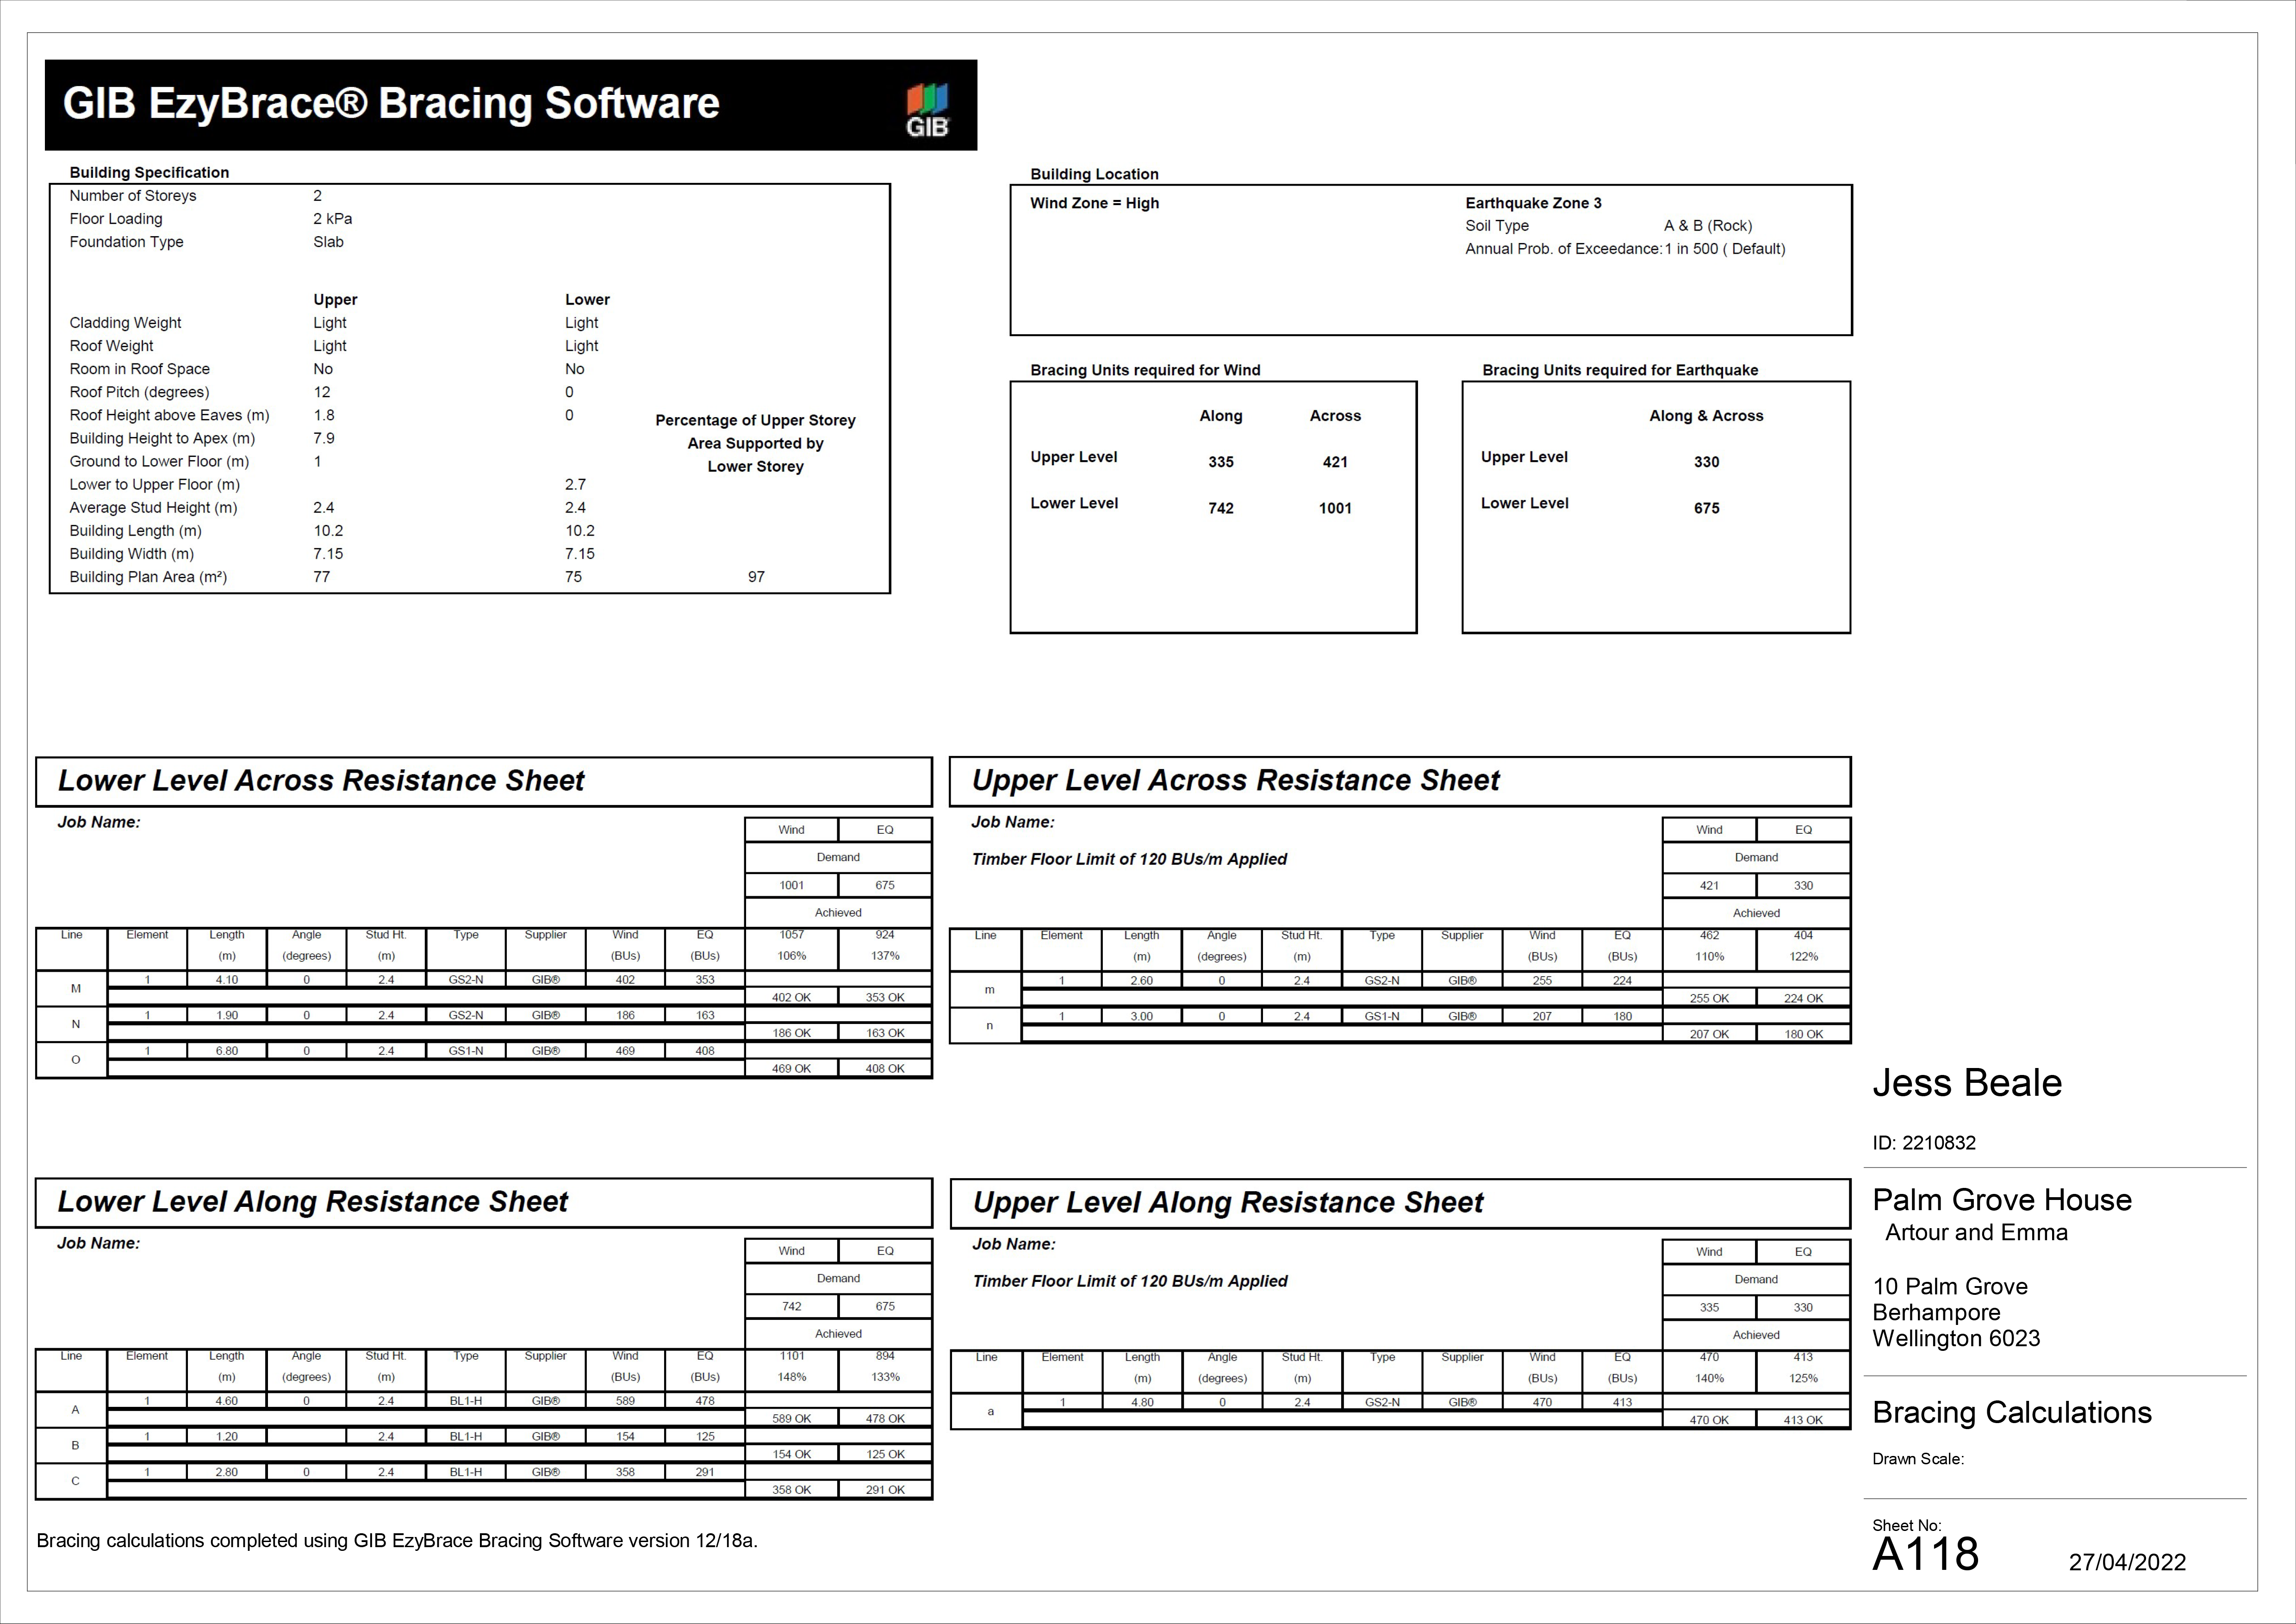 GIB EzyBrace® Bracing Software
GIB
Building Specification
Number of Storeys 2
Floor Loading 2 kPa
Foundation Type Slab
Upper Lower
Cladding Weight Light Light
Roof Weight Light Light
Room in Roof Space No No
Roof Pitch (degrees) 12 0
Roof Height above Eaves (m) 1.8 0
Percentage of Upper Storey
Area Supported by
Lower Storey
Building Height to Apex (m) 7.9
Ground to Lower Floor (m) 1
Lower to Upper Floor (m) 2.7
Average Stud Height (m) 2.4 2.4
Building Length (m) 10.2 10.2
Building Width (m) 7.15 7.15
Building Plan Area (m²) 77 75 97
Building Location
Wind Zone = High
Earthquake Zone 3
Soil Type A & B (Rock)
Annual Prob. of Exceedance: 1 in 500 ( Default)
Bracing Units required for Wind
Along Across
Upper Level 335 421
Lower Level 742 1001
Bracing Units required for Earthquake
Along & Across
Upper Level 330
Lower Level 675
Lower Level Across Resistance Sheet
Job Name:
Wind EQ
Demand
1001 675
Achieved
Line Element Length Angle Stud Ht. Type Supplier Wind EQ 1057 924
(m) (degrees) (m) (BUs) (BUs) 106% 137%
M 1 4.10 0 2.4 GS2-N GIB® 402 353
402 OK 353 OK
N 1 1.90 0 2.4 GS2-N GIB® 186 163
186 OK 163 OK
O 1 6.80 0 2.4 GS1-N GIB® 469 408
469 OK 408 OK
Upper Level Across Resistance Sheet
Job Name:
Timber Floor Limit of 120 BUs/m Applied
Wind EQ
Demand
421 330
Achieved
Line Element Length Angle Stud Ht. Type Supplier Wind EQ 462 404
(m) (degrees) (m) (BUs) (BUs) 110% 122%
m 1 2.60 0 2.4 GS2-N GIB® 255 224
255 OK 224 OK
n 1 3.00 0 2.4 GS1-N GIB® 207 180
207 OK 180 OK
Lower Level Along Resistance Sheet
Job Name:
Wind EQ
Demand
742 675
Achieved
Line Element Length Angle Stud Ht. Type Supplier Wind EQ 1101 894
(m) (degrees) (m) (BUs) (BUs) 148% 133%
A 1 4.60 0 2.4 BL1-H GIB® 589 478
589 OK 478 OK
B 1 1.20 2.4 BL1-H GIB® 154 125
154 OK 125 OK
C 1 2.80 0 2.4 BL1-H GIB® 358 291
358 OK 291 OK
Upper Level Along Resistance Sheet
Job Name:
Timber Floor Limit of 120 BUs/m Applied
Wind EQ
Demand
335 330
Achieved
Line Element Length Angle Stud Ht. Type Supplier Wind EQ 470 413
(m) (degrees) (m) (BUs) (BUs) 140% 125%
a 1 4.80 0 2.4 GS2-N GIB® 470 413
470 OK 413 OK
Bracing calculations completed using GIB EzyBrace Bracing Software version 12/18a.
Jess Beale
ID: 2210832
Palm Grove House
Artour and Emma
10 Palm Grove
Berhampore
Wellington 6023
Bracing Calculations
Drawn Scale:
Sheet No:
A118 27/04/2022